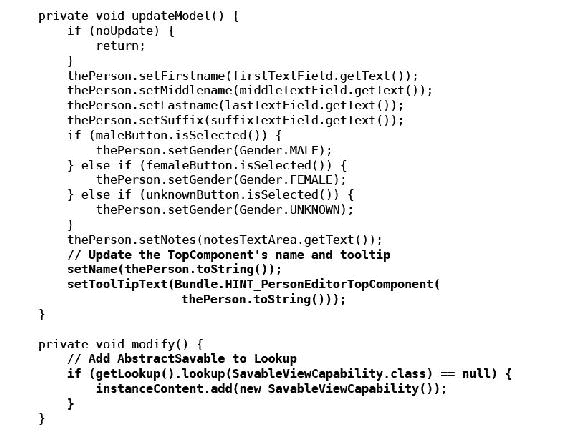 private void updateModel() {
    if (noUpdate) {
        return;
    }
    thePerson.setFirstname(firstTextField.getText());
    thePerson.setMiddlename(middleTextField.getText());
    thePerson.setLastname(lastTextField.getText());
    thePerson.setSuffix(suffixTextField.getText());
    if (maleButton.isSelected()) {
        thePerson.setGender(Gender.MALE);
    } else if (femaleButton.isSelected()) {
        thePerson.setGender(Gender.FEMALE);
    } else if (unknownButton.isSelected()) {
        thePerson.setGender(Gender.UNKNOWN);
    }
    thePerson.setNotes(notesTextArea.getText());
    // Update the TopComponent's name and tooltip
    setName(thePerson.toString());
    setToolTipText(Bundle.HINT_PersonEditorTopComponent(
                    thePerson.toString()));
}

private void modify() {
    // Add AbstractSavable to Lookup
    if (getLookup().lookup(SavableViewCapability.class) == null) {
        instanceContent.add(new SavableViewCapability());
    }
}